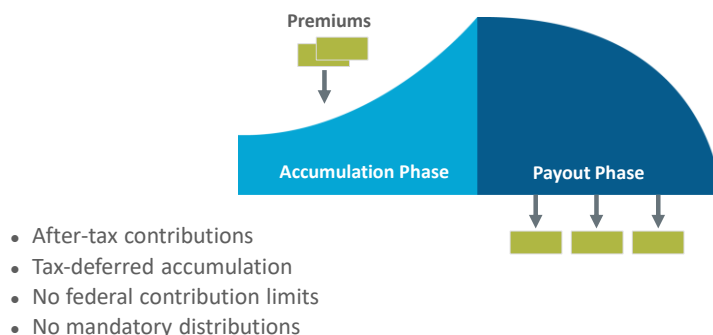 Premiums
Accumulation Phase
Payout Phase
• After-tax contributions
• Tax-deferred accumulation
• No federal contribution limits
• No mandatory distributions